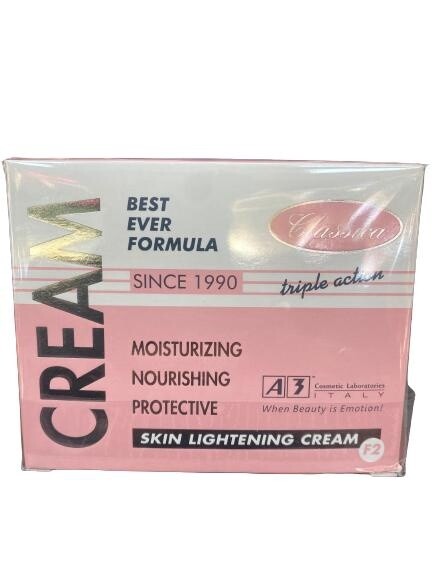 CREAM
BEST
EVER
FORMULA
SINCE 1990
Classica
triple action
MOISTURIZING
NOURISHING
PROTECTIVE
A3 Cosmetic Laboratories
ITALY
When Beauty is Emotion!
SKIN LIGHTENING CREAM F2